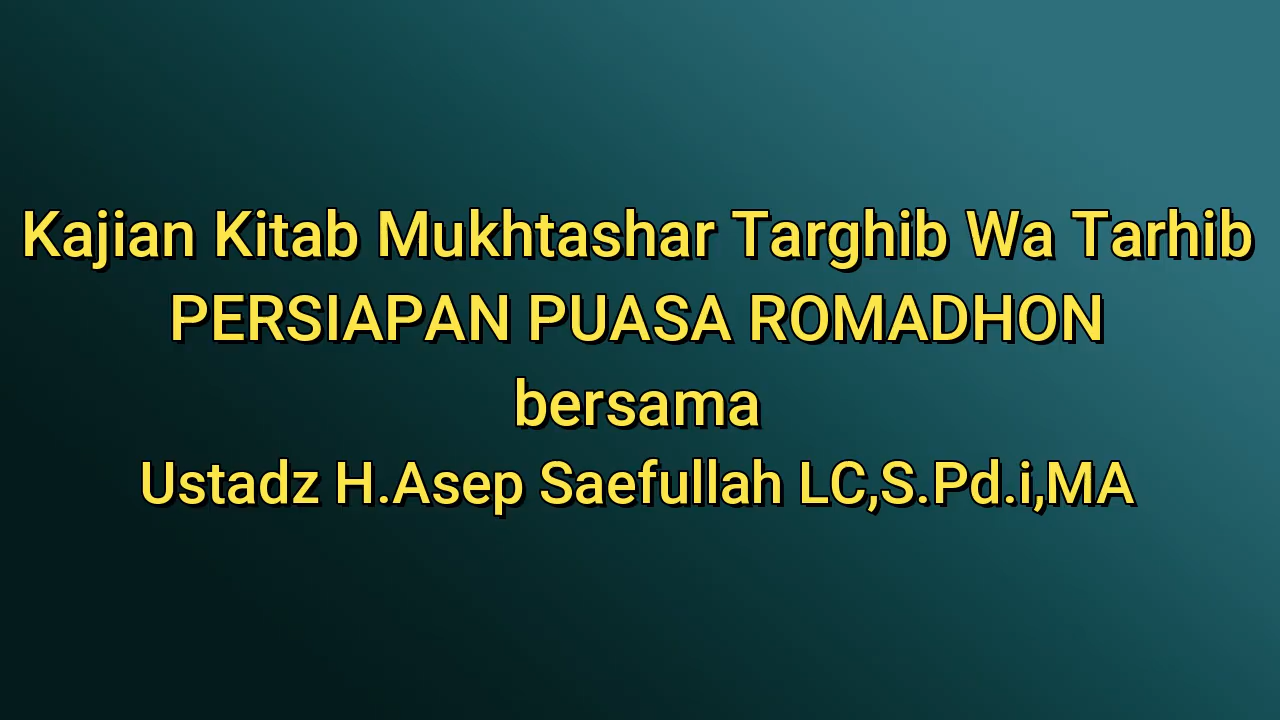 Kajian Kitab Mukhtashar Targhib Wa Tarhib
PERSIAPAN PUASA ROMADHON
bersama
Ustadz H.Asep Saefullah LC,S.Pd.i,MA